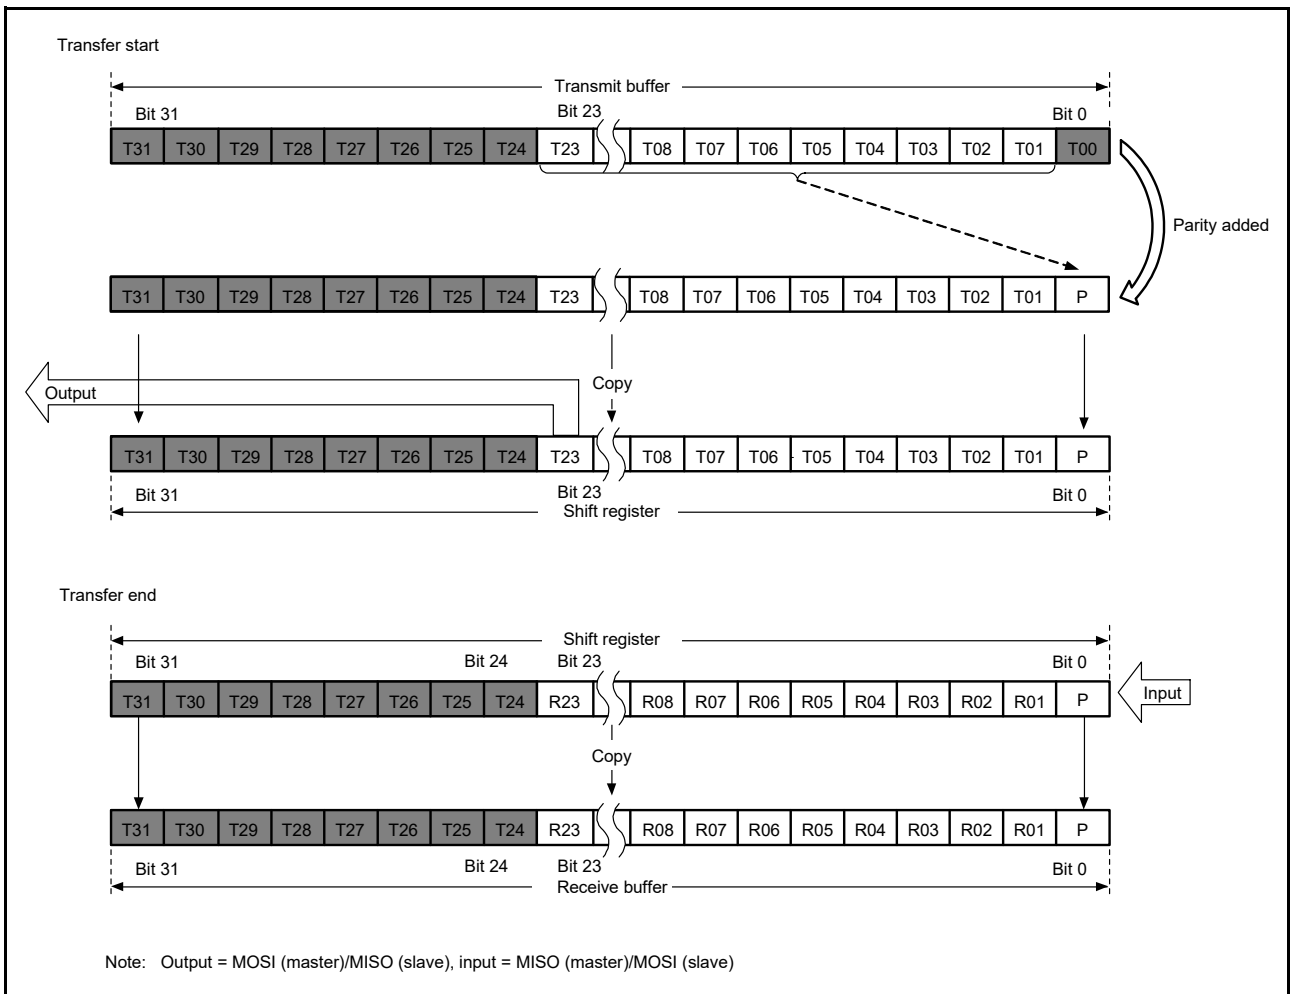 Transfer start
Transmit buffer
Bit 31 Bit 23 Bit 0
T31 T30 T29 T28 T27 T26 T25 T24 T23 T08 T07 T06 T05 T04 T03 T02 T01 T00
Parity added
T31 T30 T29 T28 T27 T26 T25 T24 T23 T08 T07 T06 T05 T04 T03 T02 T01 P
Copy
Output
T31 T30 T29 T28 T27 T26 T25 T24 T23 T08 T07 T06 T05 T04 T03 T02 T01 P
Bit 31 Bit 23 Bit 0
Shift register
Transfer end
Shift register
Bit 31 Bit 24 Bit 23 Bit 0
T31 T30 T29 T28 T27 T26 T25 T24 R23 R08 R07 R06 R05 R04 R03 R02 R01 P
Input
Copy
T31 T30 T29 T28 T27 T26 T25 T24 R23 R08 R07 R06 R05 R04 R03 R02 R01 P
Bit 31 Bit 24 Bit 23 Bit 0
Receive buffer
Note: Output = MOSI (master)/MISO (slave), input = MISO (master)/MOSI (slave)